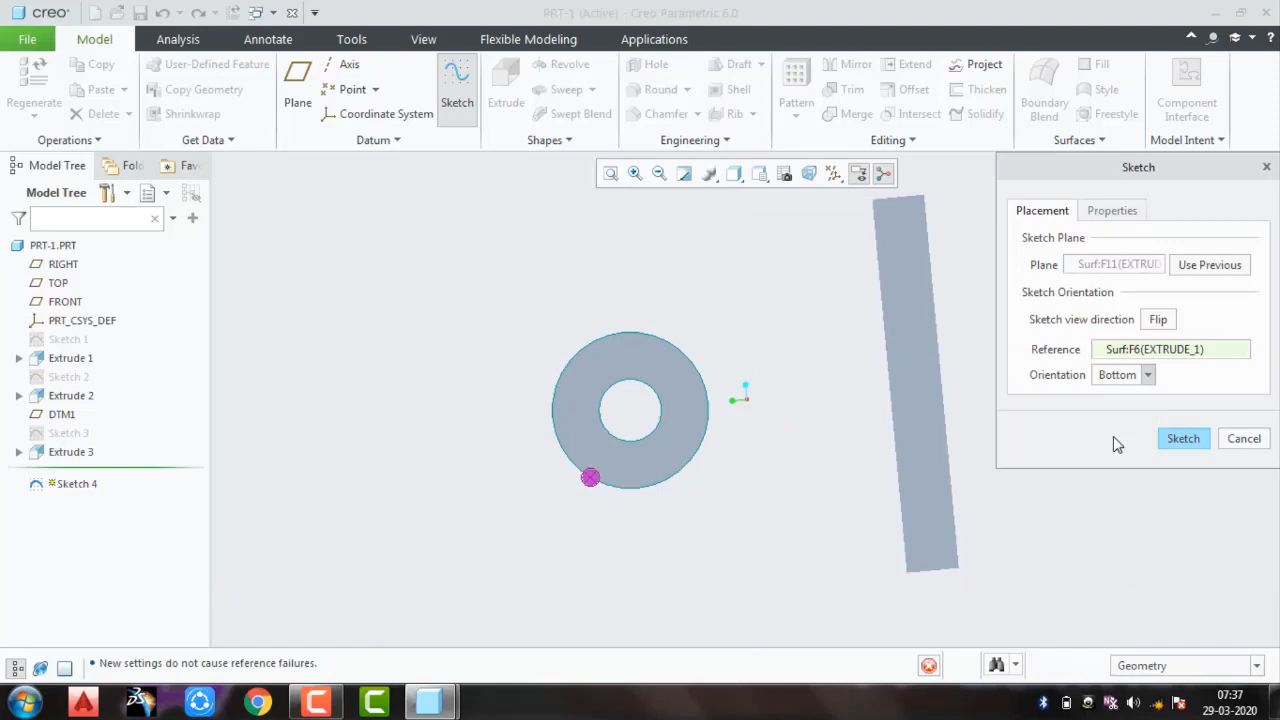 creo PRT-1 (Active) - Creo Parametric 6.0
File Model Analysis Annotate Tools View Flexible Modeling Applications
Regenerate Copy Paste Delete
User-Defined Feature Copy Geometry Shrinkwrap
Plane Axis Point Coordinate System Sketch
Extrude Revolve Sweep Swept Blend
Hole Round Chamfer Draft Shell Rib
Pattern Mirror Trim Merge Extend Offset Intersect Project Thicken Solidify
Boundary Blend Fill Style Freestyle
Component Interface
Operations Get Data Datum Shapes Engineering Editing Surfaces Model Intent
Model Tree Fold Fav
Model Tree
PRT-1.PRT
RIGHT
TOP
FRONT
PRT_CSYS_DEF
Sketch 1
Extrude 1
Sketch 2
Extrude 2
DTM1
Sketch 3
Extrude 3
Sketch 4
Sketch
Placement Properties
Sketch Plane
Plane Surf:F11(EXTRUD Use Previous
Sketch Orientation
Sketch view direction Flip
Reference Surf:F6(EXTRUDE_1)
Orientation Bottom
Sketch Cancel
• New settings do not cause reference failures.
Geometry
07:37
29-03-2020